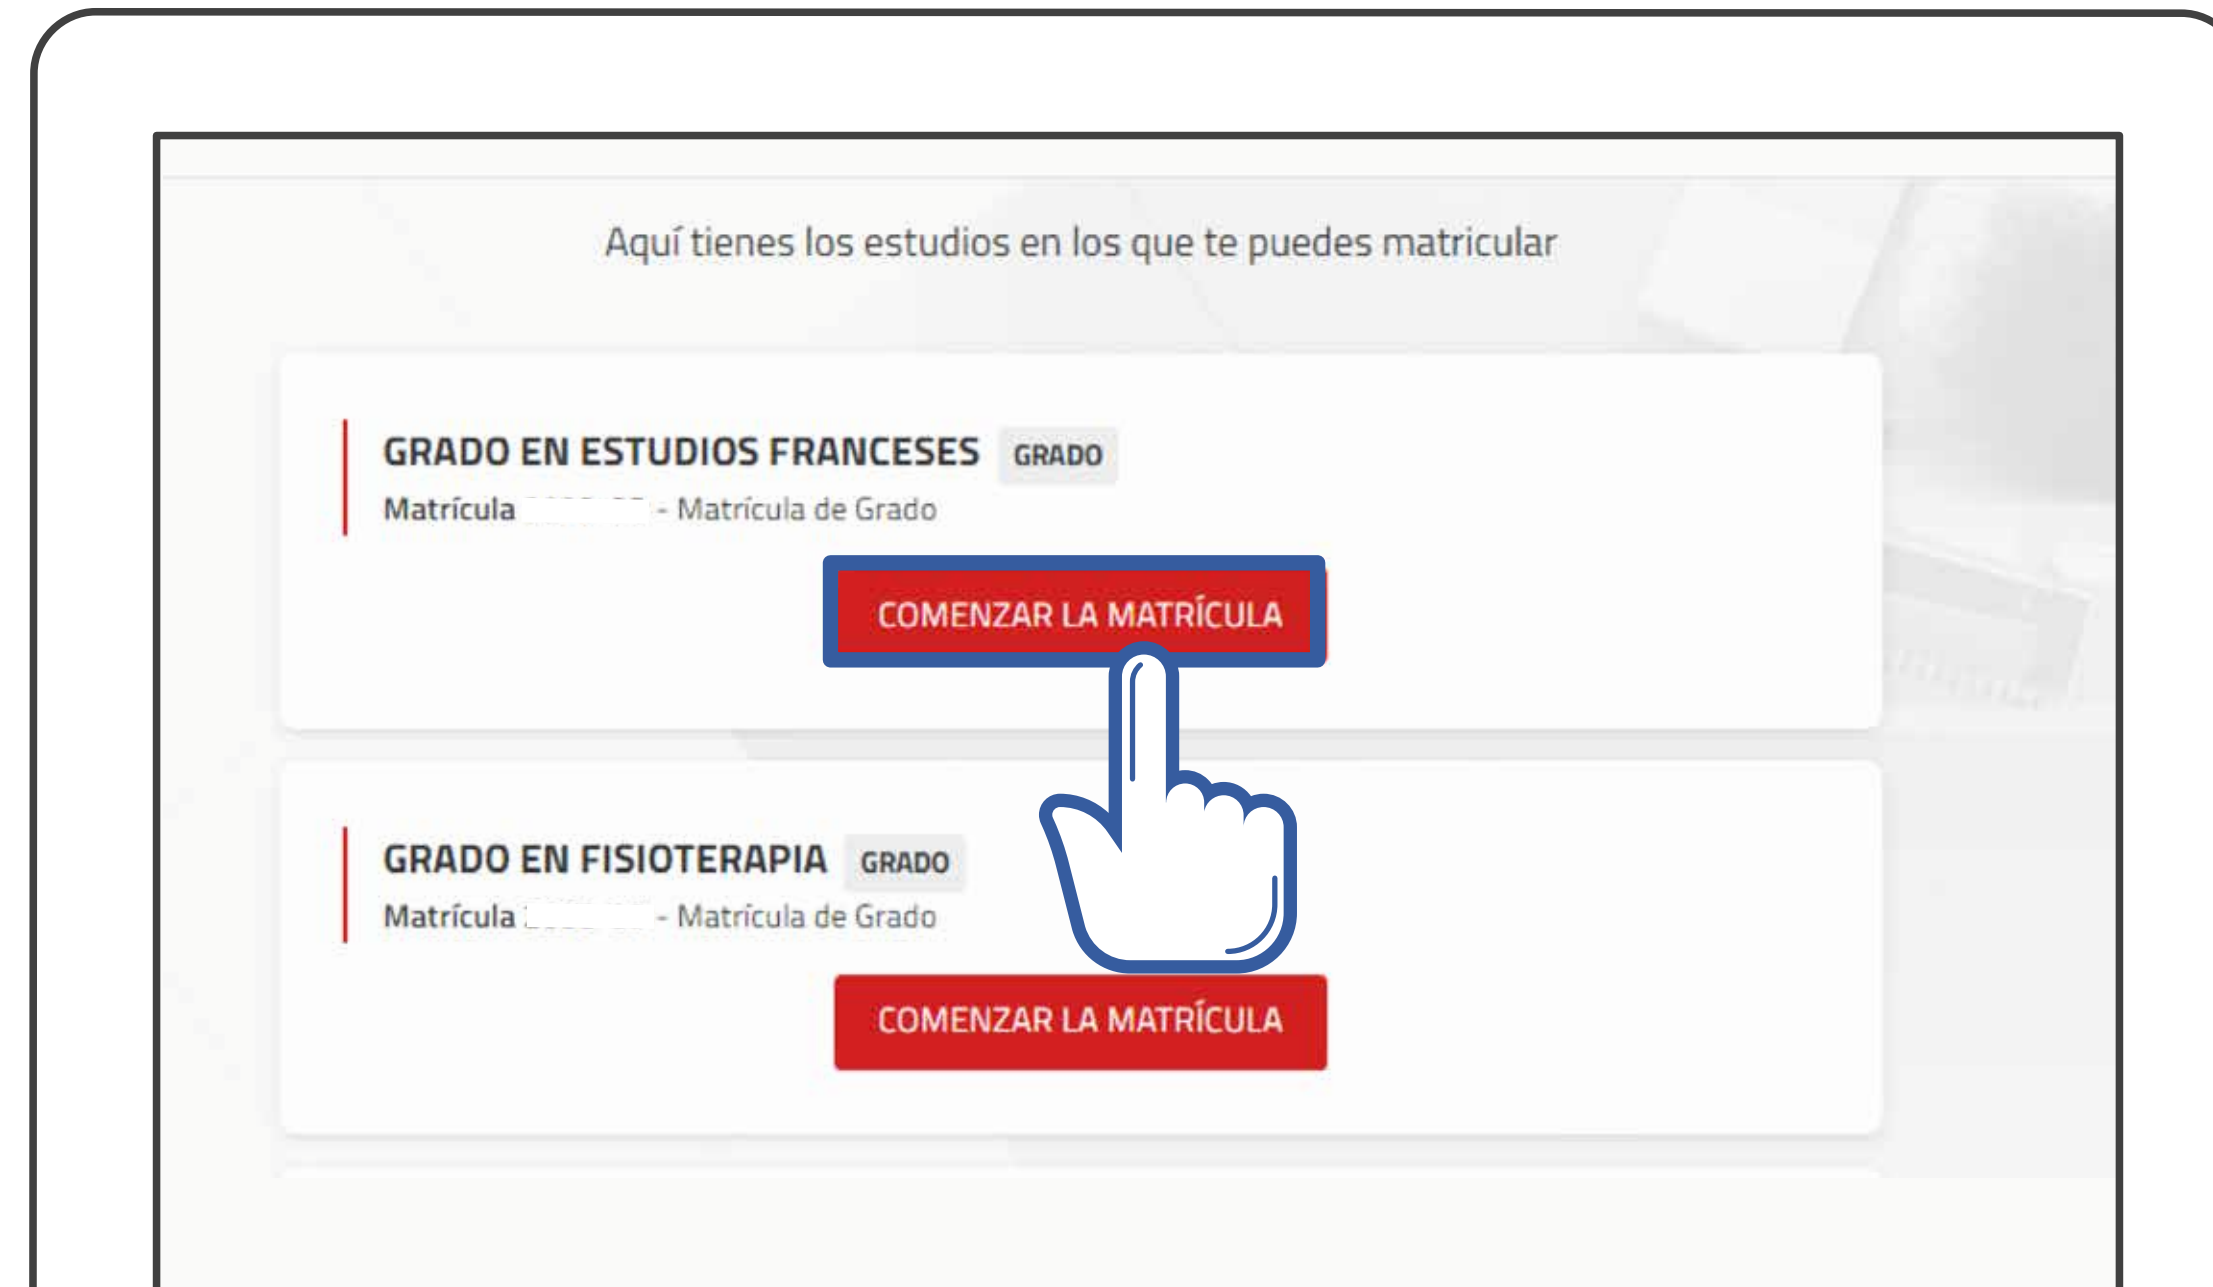 Aquí tienes los estudios en los que te puedes matricular
GRADO EN ESTUDIOS FRANCESES GRADO
Matrícula - Matrícula de Grado
COMENZAR LA MATRÍCULA
GRADO EN FISIOTERAPIA GRADO
Matrícula - Matrícula de Grado
COMENZAR LA MATRÍCULA